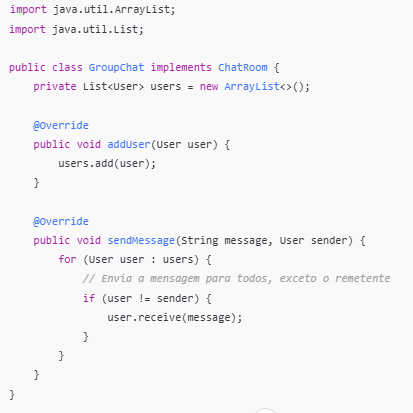 import java.util.ArrayList;
import java.util.List;

public class GroupChat implements ChatRoom {
    private List<User> users = new ArrayList<>();

    @Override
    public void addUser(User user) {
        users.add(user);
    }

    @Override
    public void sendMessage(String message, User sender) {
        for (User user : users) {
            // Envia a mensagem para todos, exceto o remetente
            if (user != sender) {
                user.receive(message);
            }
        }
    }
}